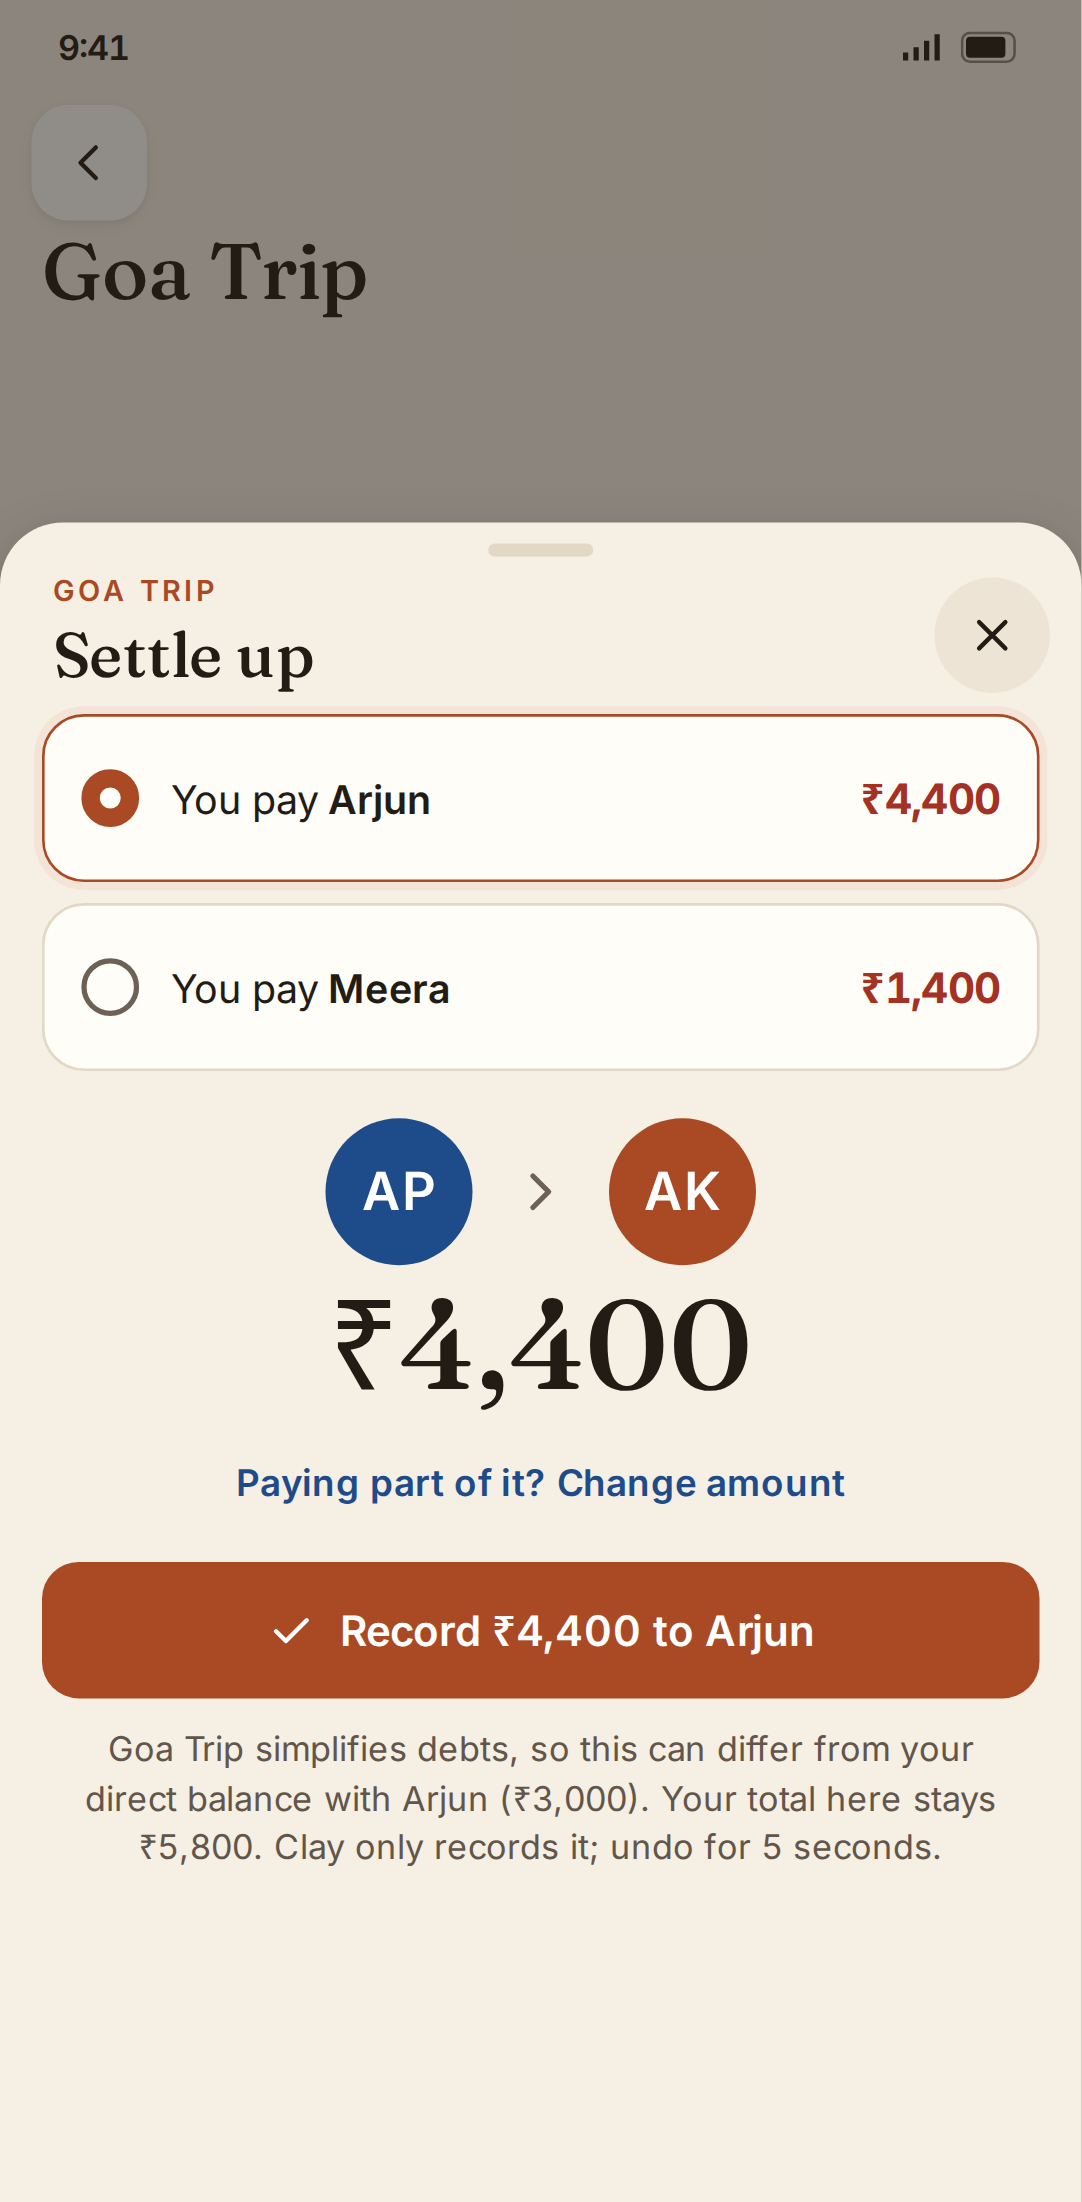 9:41
Goa Trip
GOA TRIP
Settle up
You pay Arjun ₹4,400
You pay Meera ₹1,400
AP AK
₹4,400
Paying part of it? Change amount
Record ₹4,400 to Arjun
Goa Trip simplifies debts, so this can differ from your
direct balance with Arjun (₹3,000). Your total here stays
₹5,800. Clay only records it; undo for 5 seconds.